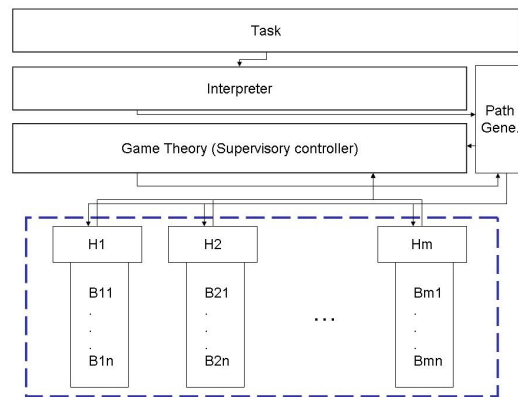 Task
Interpreter
Path
Gene.
Game Theory (Supervisory controller)
H1
H2
Hm
B11
B21
Bm1
.
.
.
.
.
.
...
.
.
.
B1n
B2n
Bmn